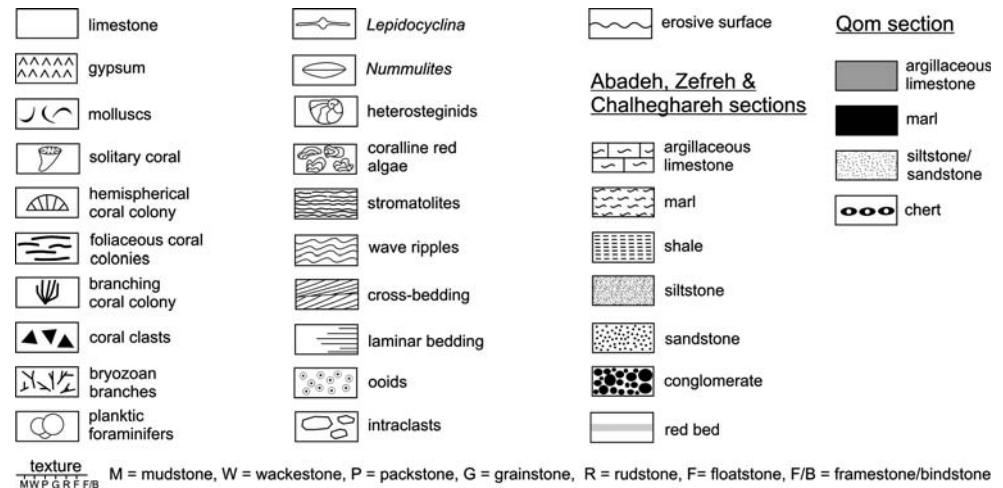 limestone
gypsum
molluscs
solitary coral
hemispherical
coral colony
foliaceous coral
colonies
branching
coral colony
coral clasts
bryozoan
branches
planktic
foraminifers
Lepidocyclina
Nummulites
heterosteginids
coralline red
algae
stromatolites
wave ripples
cross-bedding
laminar bedding
ooids
intraclasts
erosive surface
Abadeh, Zefreh &
Chalheghareh sections
argillaceous
limestone
marl
shale
siltstone
sandstone
conglomerate
red bed
Qom section
argillaceous
limestone
marl
siltstone/
sandstone
chert
texture
M W P G R F F/B
M = mudstone, W = wackestone, P = packstone, G = grainstone, R = rudstone, F= floatstone, F/B = framestone/bindstone